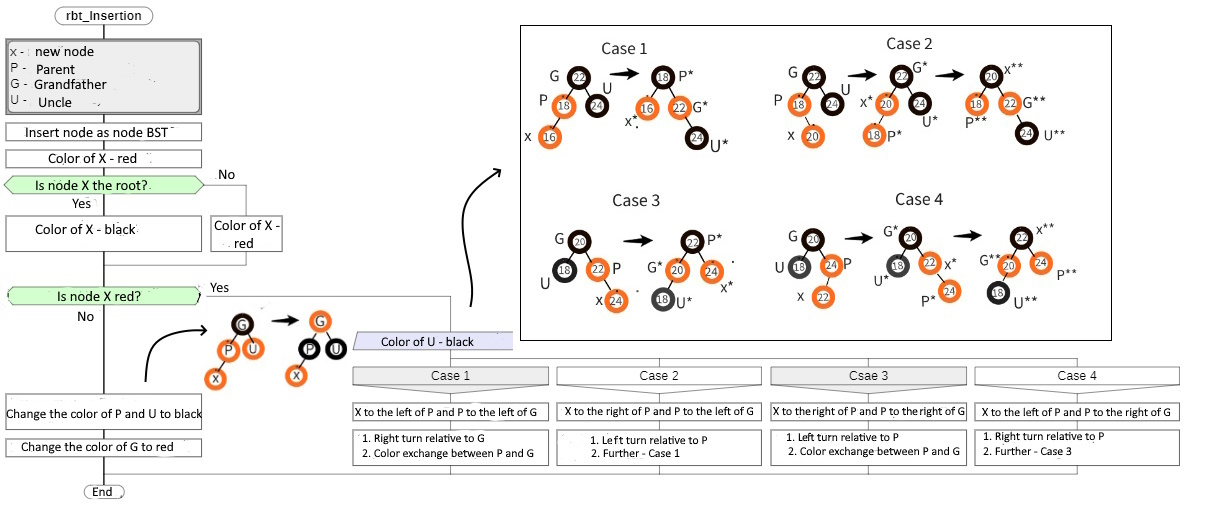 rbt_Insertion
x - new node
P - Parent
G - Grandfather
U - Uncle
Insert node as node BST
Color of X - red
Is node X the root?
No
Yes
Color of X - black
Color of X -
red
Is node X red?
Yes
No
G
P
U
X
G
P
U
X
Color of U - black
Change the color of P and U to black
Change the color of G to red
End
Case 1
G
22
U
P
18
24
x
16
18
P*
16
22
G*
x*
24
U*
Case 2
G
22
U
P
18
24
x
20
22
G*
x*
20
24
U*
18
P*
20
x**
18
22
G**
P**
24
U**
Case 3
G
20
18
22
P
U
x
24
22
P*
G*
20
24
x*
18
U*
Case 4
G
20
U
18
24
P
x
22
G*
20
18
22
x*
U*
P*
24
22
x**
G**
20
24
P**
18
U**
Case 1
Case 2
Csae 3
Case 4
X to the left of P and P to the left of G
X to the right of P and P to the left of G
X to the right of P and P to the right of G
X to the left of P and P to the right of G
1. Right turn relative to G
2. Color exchange between P and G
1. Left turn relative to P
2. Further - Case 1
1. Left turn relative to P
2. Color exchange between P and G
1. Right turn relative to P
2. Further - Case 3